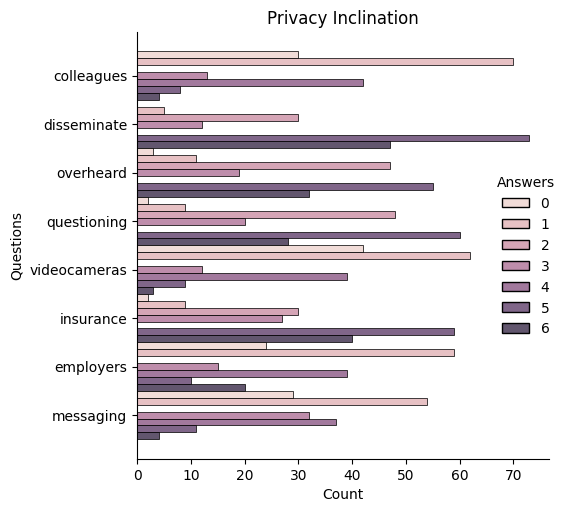 Privacy Inclination
Questions
colleagues
disseminate
overheard
questioning
videocameras
insurance
employers
messaging
Answers
0
1
2
3
4
5
6
0 10 20 30 40 50 60 70
Count